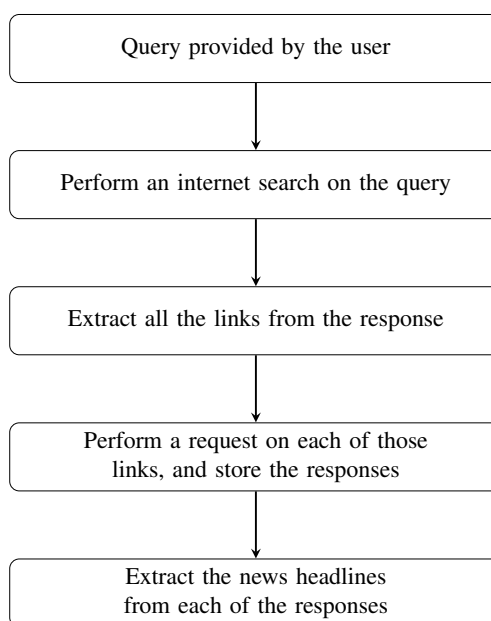 Query provided by the user
Perform an internet search on the query
Extract all the links from the response
Perform a request on each of those
links, and store the responses
Extract the news headlines
from each of the responses